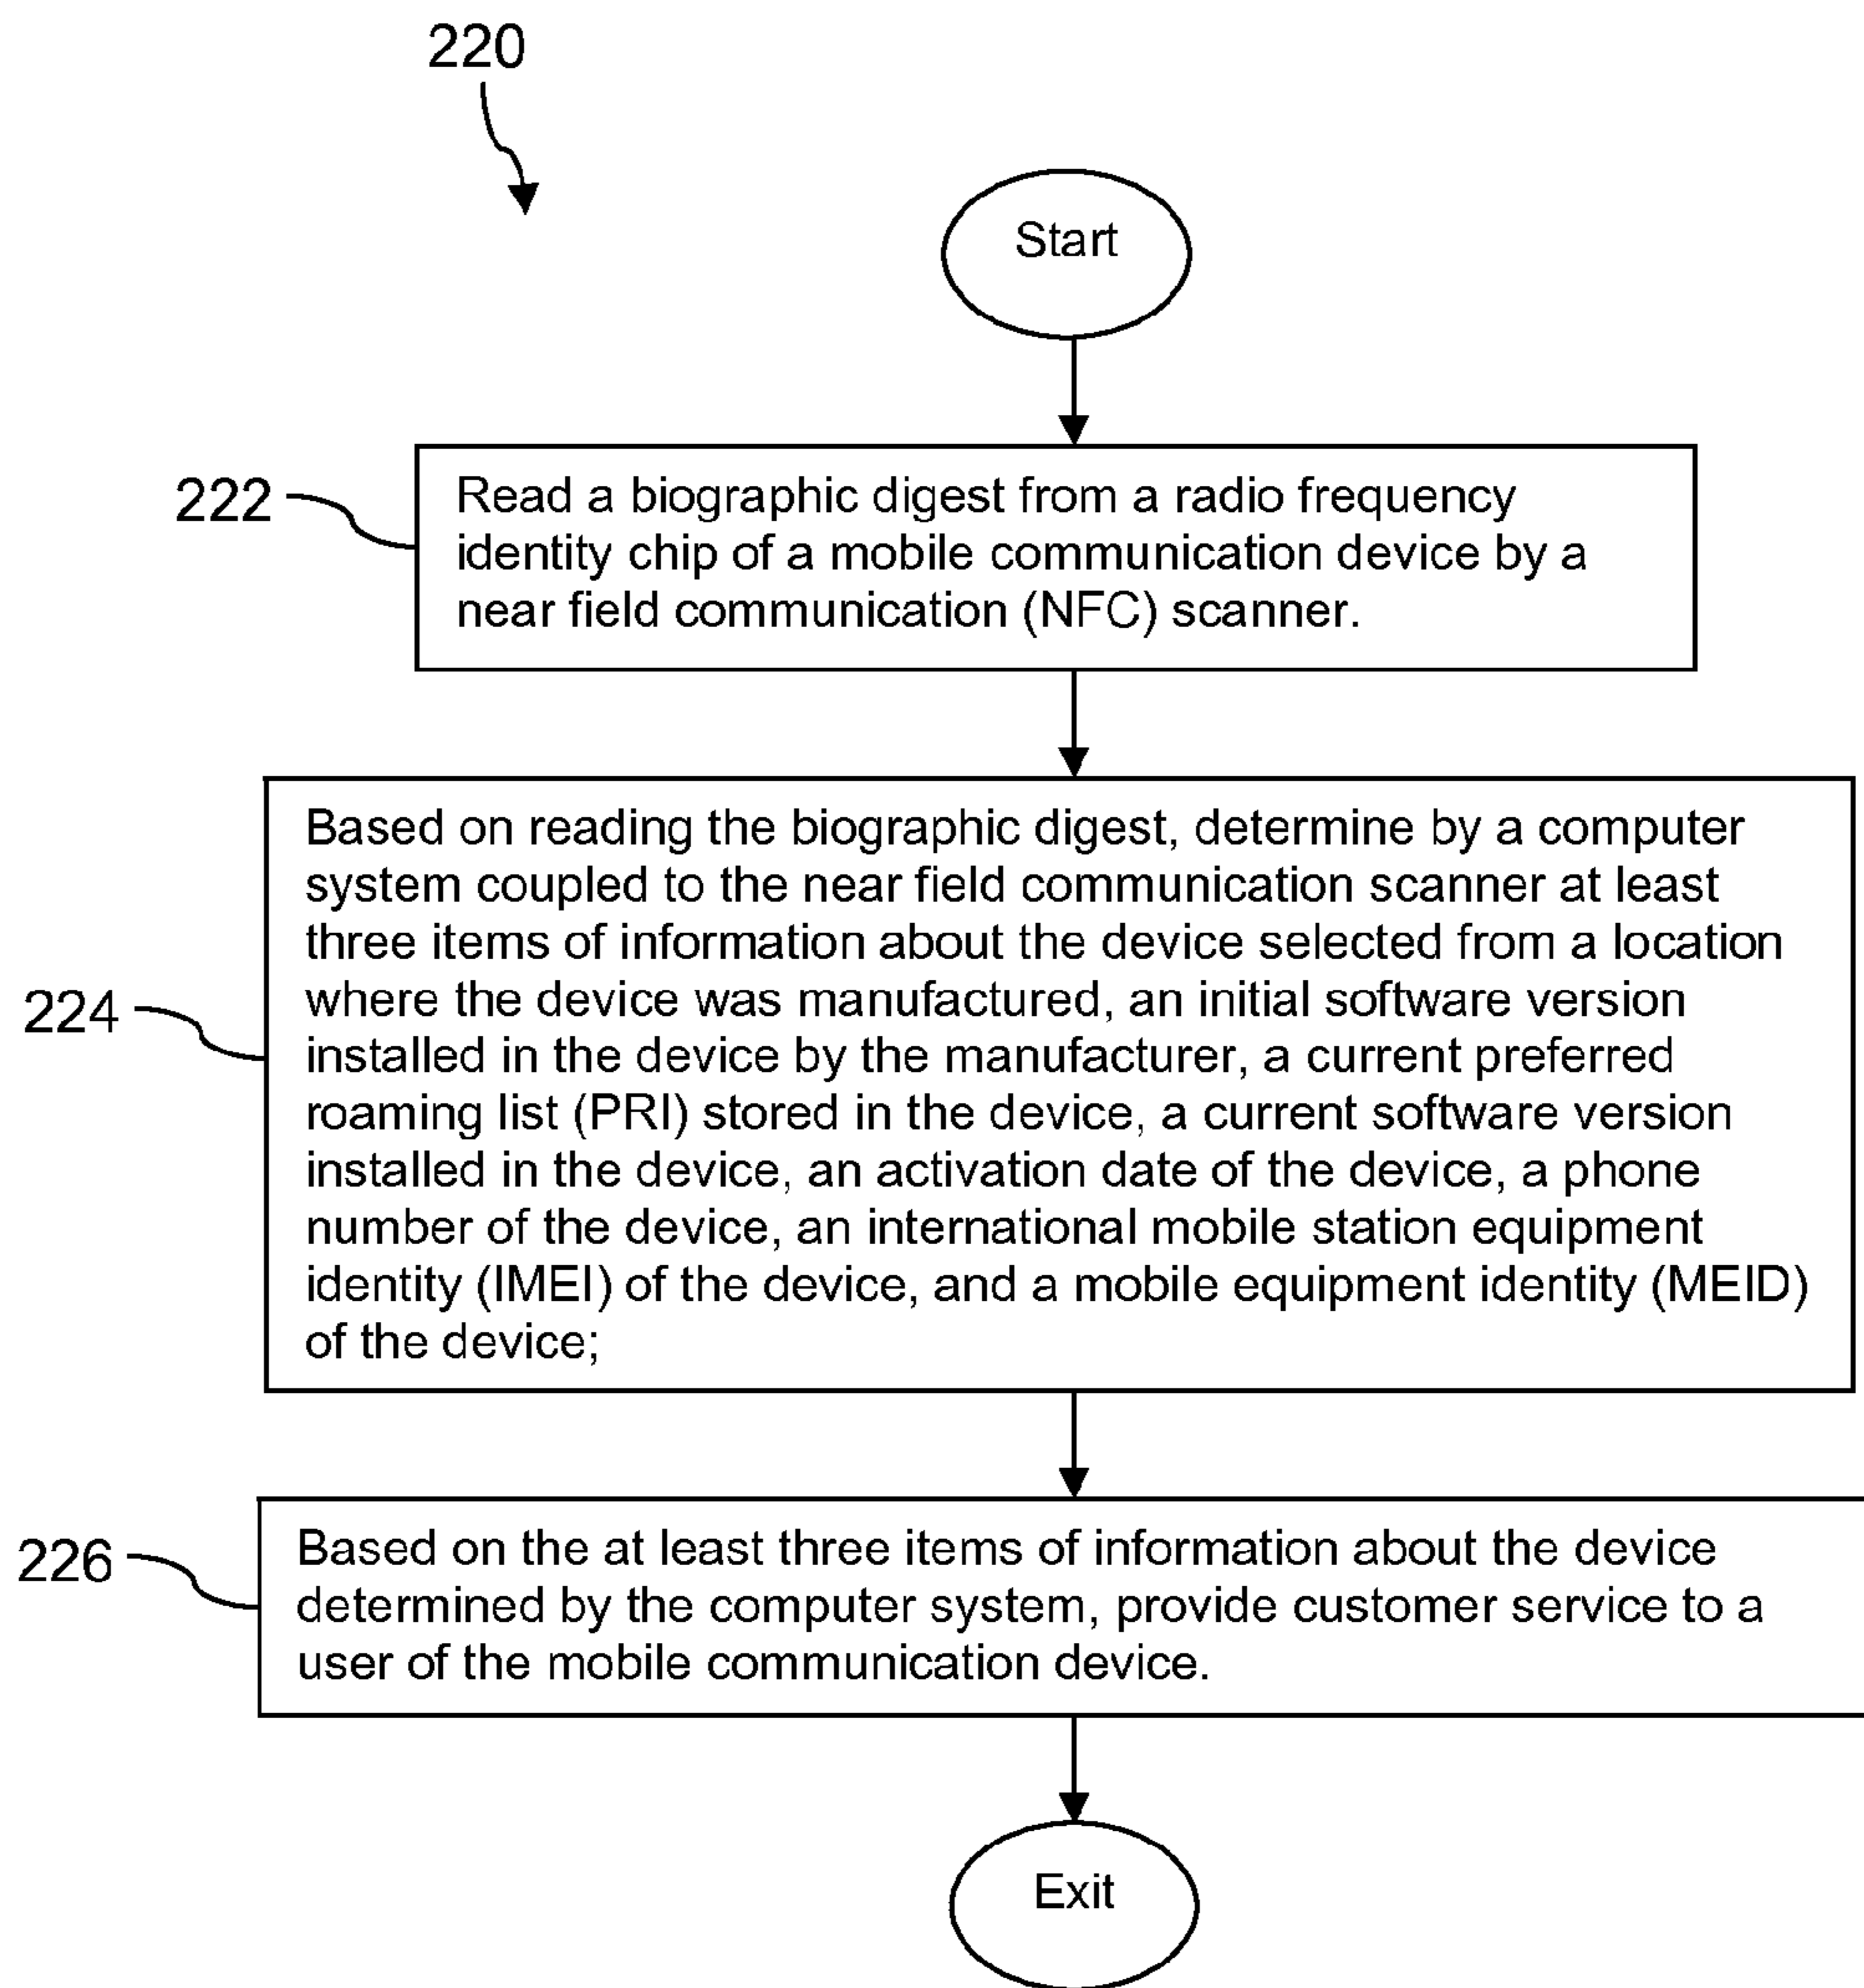 220
Start
222
Read a biographic digest from a radio frequency
identity chip of a mobile communication device by a
near field communication (NFC) scanner.
Based on reading the biographic digest, determine by a computer
system coupled to the near field communication scanner at least
three items of information about the device selected from a location
where the device was manufactured, an initial software version
224
installed in the device by the manufacturer, a current preferred
roaming list (PRI) stored in the device, a current software version
installed in the device, an activation date of the device, a phone
number of the device, an international mobile station equipment
identity (IMEI) of the device, and a mobile equipment identity (MEID)
of the device;
226
Based on the at least three items of information about the device
determined by the computer system, provide customer service to a
user of the mobile communication device.
Exit